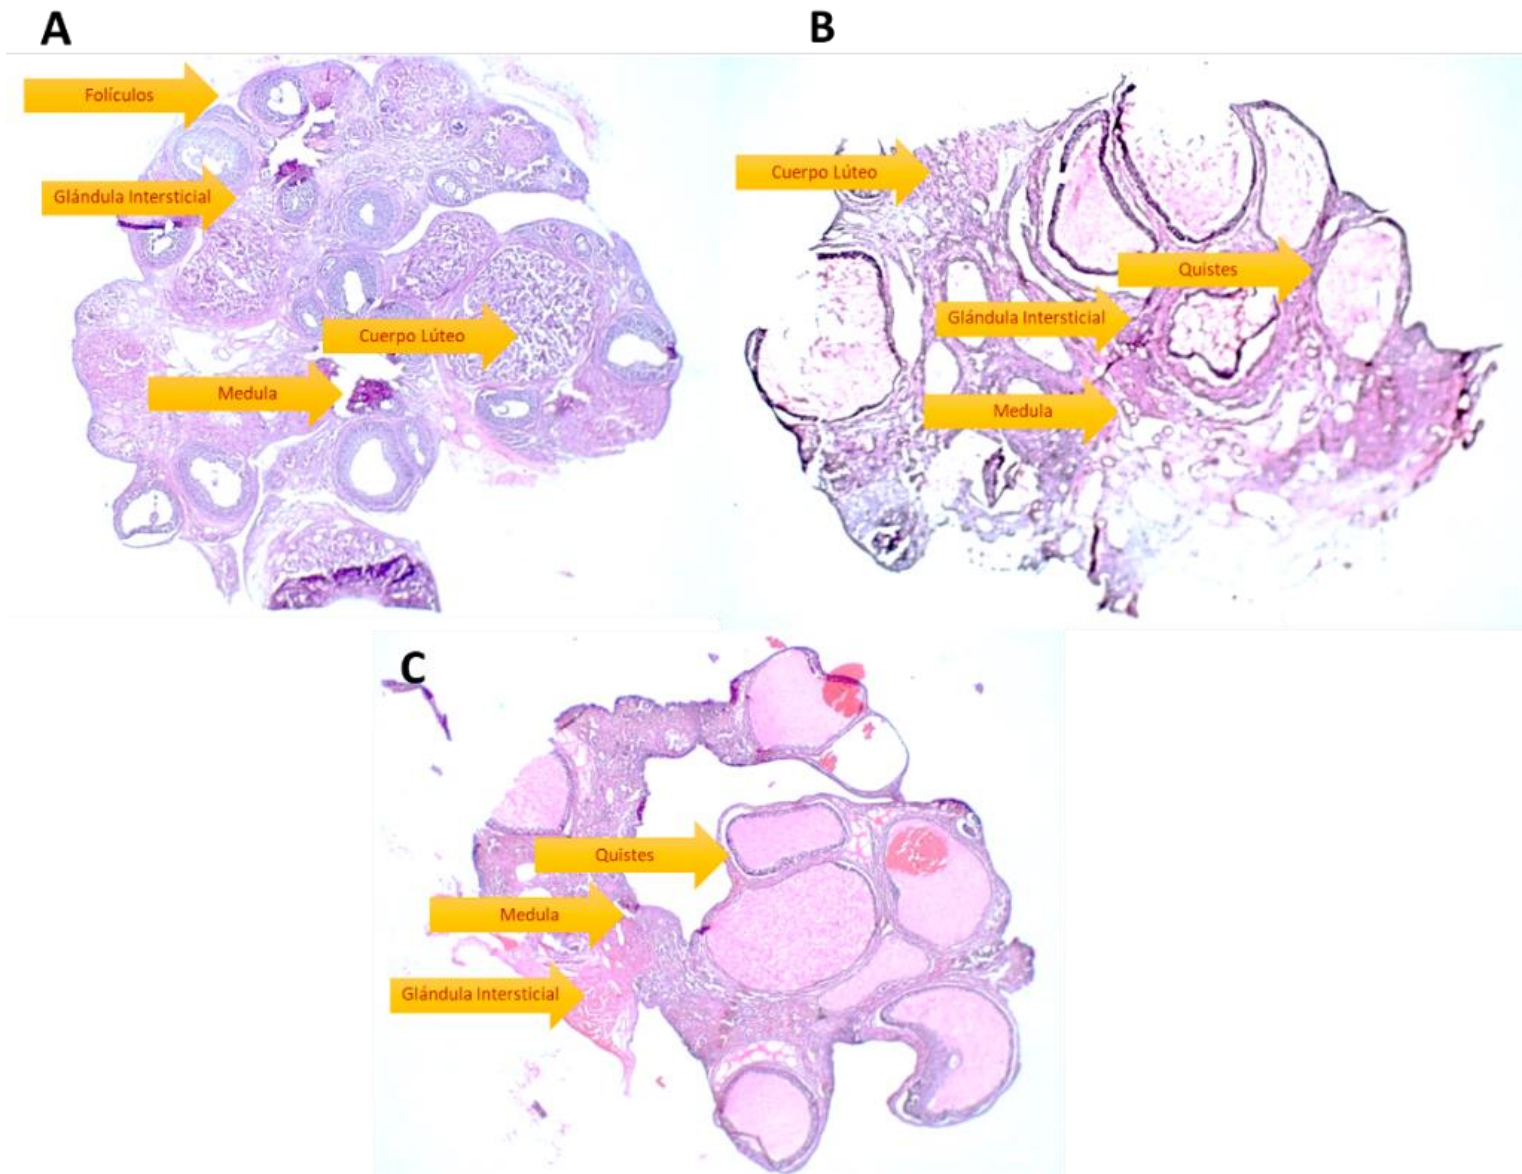 A
Folículos
Glándula Intersticial
Cuerpo Lúteo
Medula
B
Cuerpo Lúteo
Quistes
Glándula Intersticial
Medula
C
Quistes
Medula
Glándula Intersticial